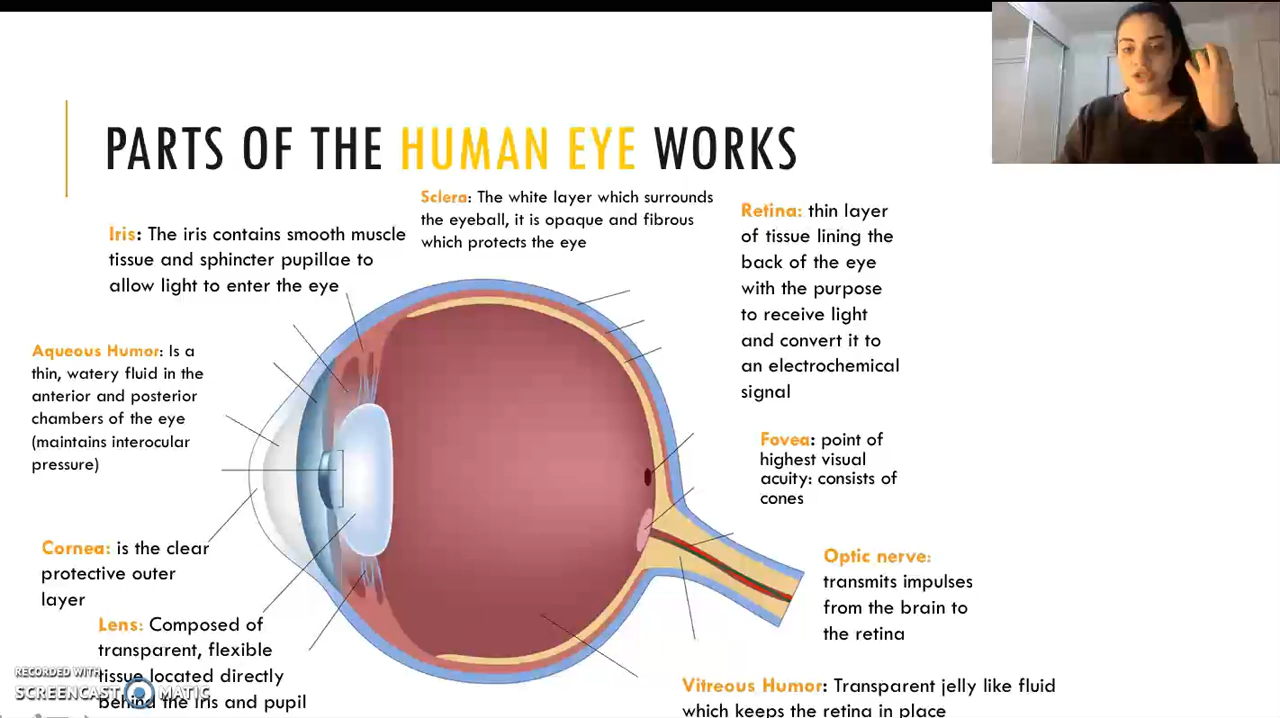 PARTS OF THE HUMAN EYE WORKS
Sclera: The white layer which surrounds
the eyeball, it is opaque and fibrous
which protects the eye
Iris: The iris contains smooth muscle
tissue and sphincter pupillae to
allow light to enter the eye
Retina: thin layer
of tissue lining the
back of the eye
with the purpose
to receive light
and convert it to
an electrochemical
signal
Aqueous Humor: Is a
thin, watery fluid in the
anterior and posterior
chambers of the eye
(maintains interocular
pressure)
Fovea: point of
highest visual
acuity: consists of
cones
Cornea: is the clear
protective outer
layer
Optic nerve:
transmits impulses
from the brain to
the retina
Lens: Composed of
transparent, flexible
tissue located directly
behind the iris and pupil
Vitreous Humor: Transparent jelly like fluid
which keeps the retina in place
RECORDED WITH
SCREENCAST MATIC